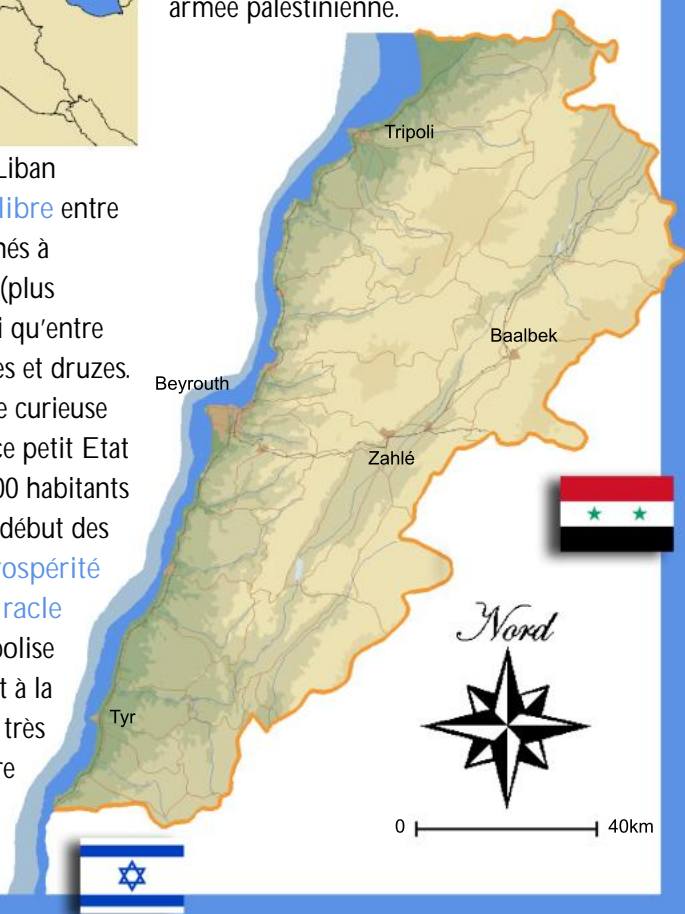 armée palestinienne.
Liban
libre entre
nés à
(plus
i qu'entre
es et druzes.
e curieuse
ce petit Etat
00 habitants
début des
rospérité
racle
polise
t à la
très
re
Tripoli
Baalbek
Beyrouth
Zahlé
Tyr
Nord
0 40km